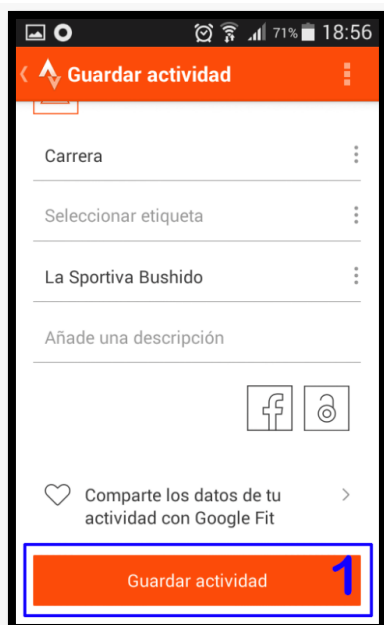 71% 18:56
Guardar actividad
Carrera
Seleccionar etiqueta
La Sportiva Bushido
Añade una descripción
Comparte los datos de tu
actividad con Google Fit
Guardar actividad 1